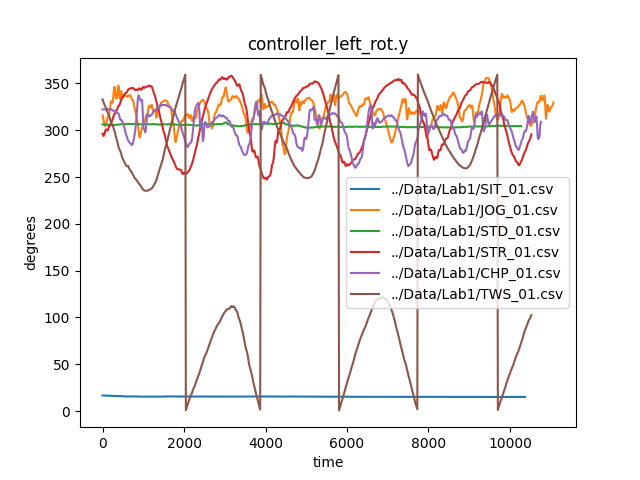 controller_left_rot.y
350
300
250
200
150
100
50
0
degrees
../Data/Lab1/SIT_01.csv
../Data/Lab1/JOG_01.csv
../Data/Lab1/STD_01.csv
../Data/Lab1/STR_01.csv
../Data/Lab1/CHP_01.csv
../Data/Lab1/TWS_01.csv
0 2000 4000 6000 8000 10000
time